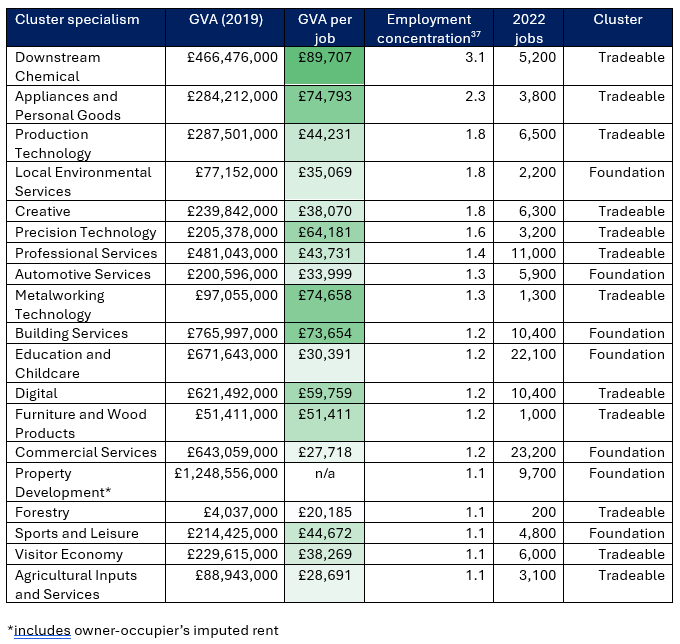 Cluster specialism GVA (2019) GVA per job Employment concentration³⁷ 2022 jobs Cluster
Downstream Chemical £466,476,000 £89,707 3.1 5,200 Tradeable
Appliances and Personal Goods £284,212,000 £74,793 2.3 3,800 Tradeable
Production Technology £287,501,000 £44,231 1.8 6,500 Tradeable
Local Environmental Services £77,152,000 £35,069 1.8 2,200 Foundation
Creative £239,842,000 £38,070 1.8 6,300 Tradeable
Precision Technology £205,378,000 £64,181 1.6 3,200 Tradeable
Professional Services £481,043,000 £43,731 1.4 11,000 Tradeable
Automotive Services £200,596,000 £33,999 1.3 5,900 Foundation
Metalworking Technology £97,055,000 £74,658 1.3 1,300 Tradeable
Building Services £765,997,000 £73,654 1.2 10,400 Foundation
Education and Childcare £671,643,000 £30,391 1.2 22,100 Foundation
Digital £621,492,000 £59,759 1.2 10,400 Tradeable
Furniture and Wood Products £51,411,000 £51,411 1.2 1,000 Tradeable
Commercial Services £643,059,000 £27,718 1.2 23,200 Foundation
Property Development* £1,248,556,000 n/a 1.1 9,700 Foundation
Forestry £4,037,000 £20,185 1.1 200 Tradeable
Sports and Leisure £214,425,000 £44,672 1.1 4,800 Foundation
Visitor Economy £229,615,000 £38,269 1.1 6,000 Tradeable
Agricultural Inputs and Services £88,943,000 £28,691 1.1 3,100 Tradeable
*includes owner-occupier's imputed rent